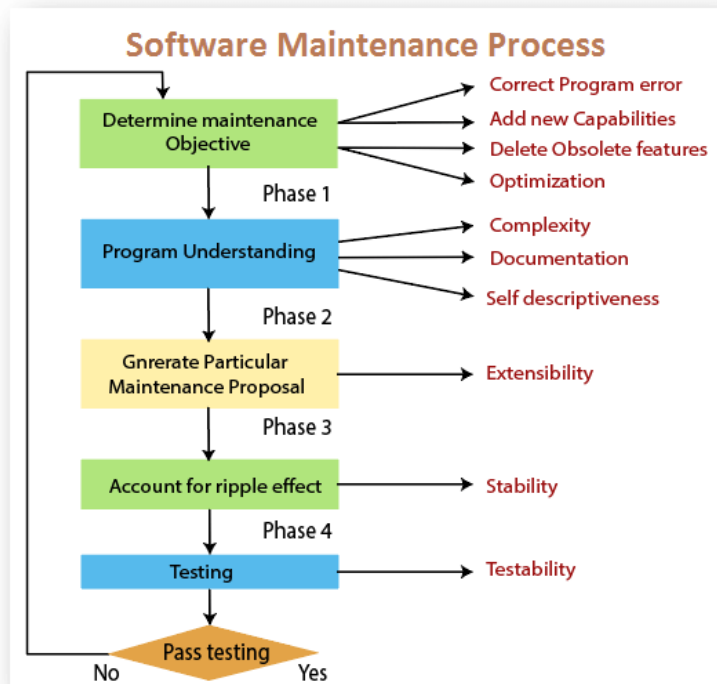 Software Maintenance Process
Determine maintenance
Objective
Correct Program error
Add new Capabilities
Delete Obsolete features
Optimization
Phase 1
Program Understanding
Complexity
Documentation
Self descriptiveness
Phase 2
Gnrerate Particular
Maintenance Proposal
Extensibility
Phase 3
Account for ripple effect
Stability
Phase 4
Testing
Testability
Pass testing
No
Yes